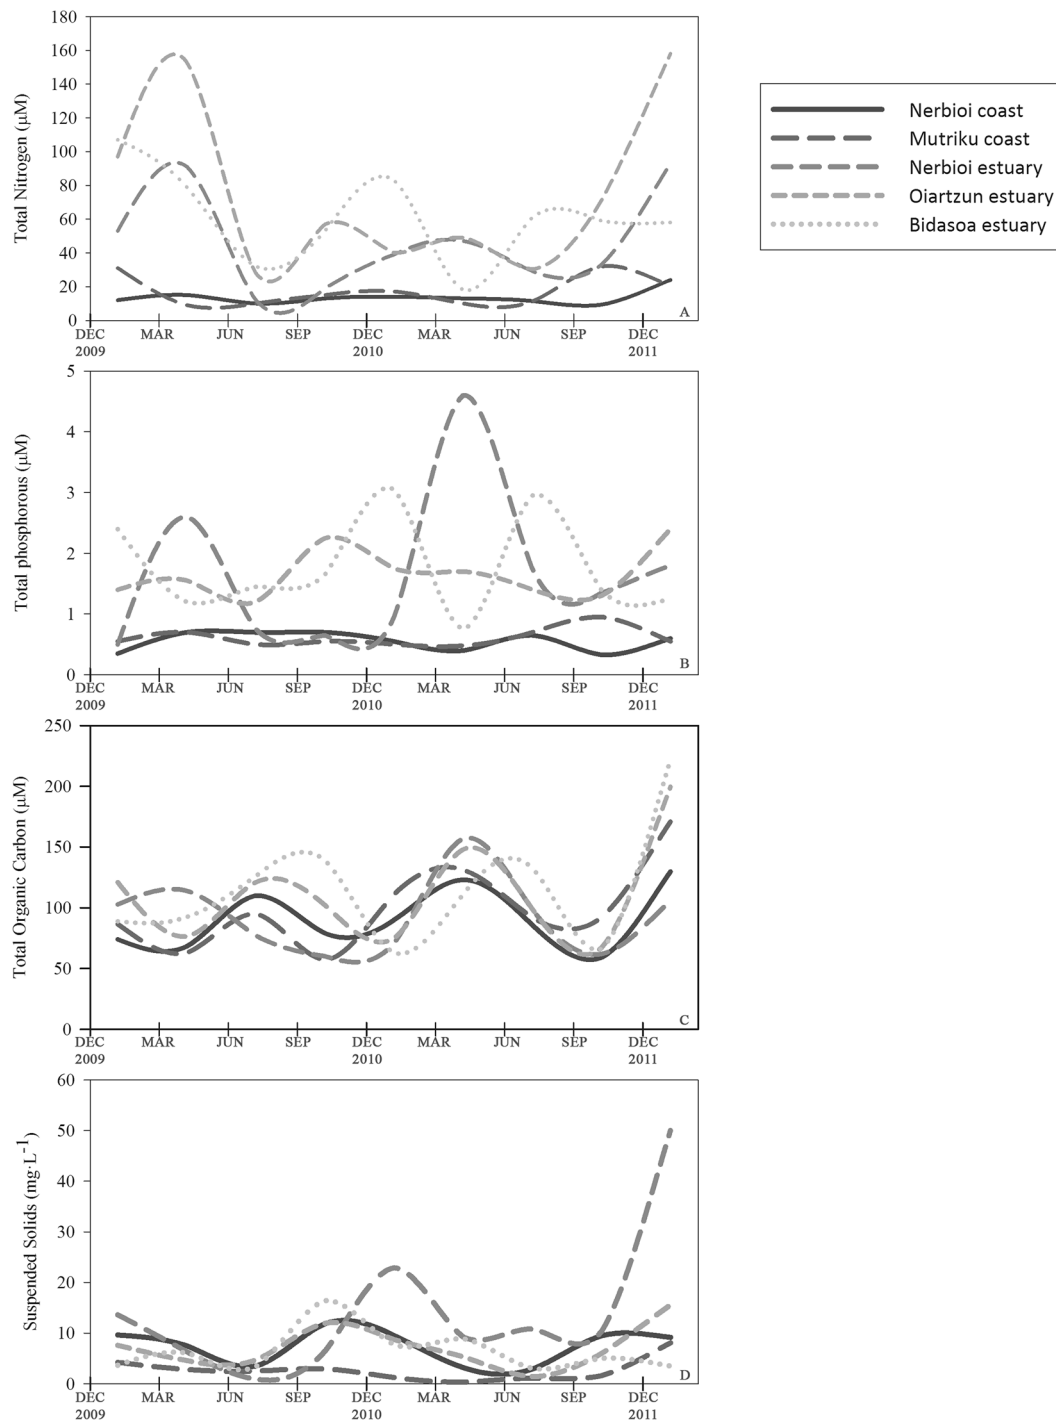 180
160
140
120
100
80
60
40
20
0
Total Nitrogen (µM)
A
DEC MAR JUN SEP DEC MAR JUN SEP DEC
2009 2010 2011
Nerbioi coast
Mutriku coast
Nerbioi estuary
Oiartzun estuary
Bidasoa estuary
5
4
3
2
1
0
Total phosphorous (µM)
B
DEC MAR JUN SEP DEC MAR JUN SEP DEC
2009 2010 2011
250
200
150
100
50
0
Total Organic Carbon (µM)
C
DEC MAR JUN SEP DEC MAR JUN SEP DEC
2009 2010 2011
60
50
40
30
20
10
0
Suspended Solids (mg·L⁻¹)
D
DEC MAR JUN SEP DEC MAR JUN SEP DEC
2009 2010 2011